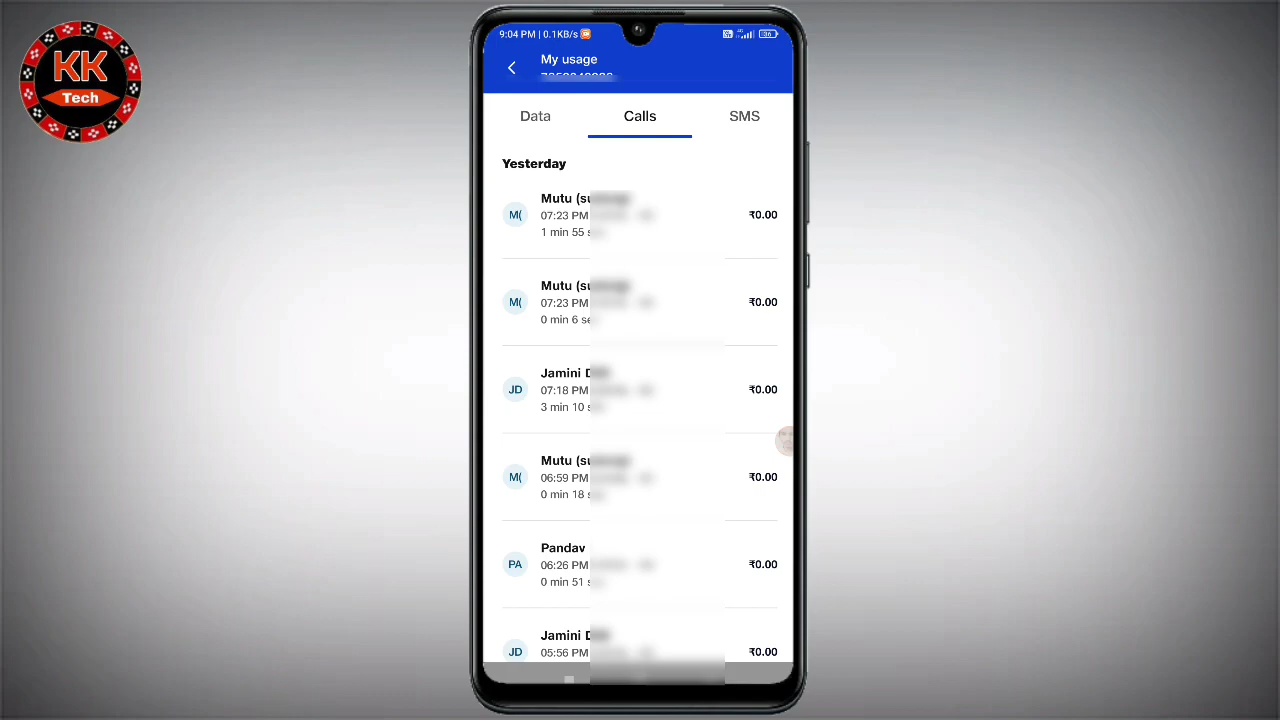 KK
Tech
9:04 PM | 0.1KB/s
My usage
Data
Calls
SMS
Yesterday
Mutu
07:23 PM
₹0.00
1 min 55
Mutu
07:23 PM
₹0.00
0 min 6
Jamini
JD
07:18 PM
₹0.00
3 min 10
Mutu
06:59 PM
₹0.00
0 min 18
Pandav
PA
06:26 PM
₹0.00
0 min 51
Jamini
JD
05:56 PM
₹0.00